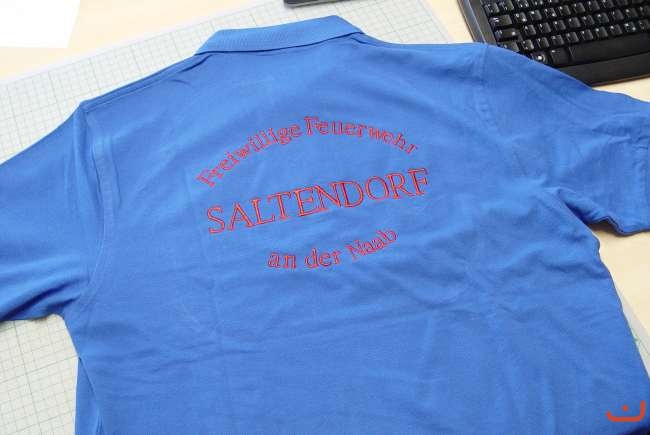 Freiwillige Feuerwehr
SALTENDORF
an der Naab